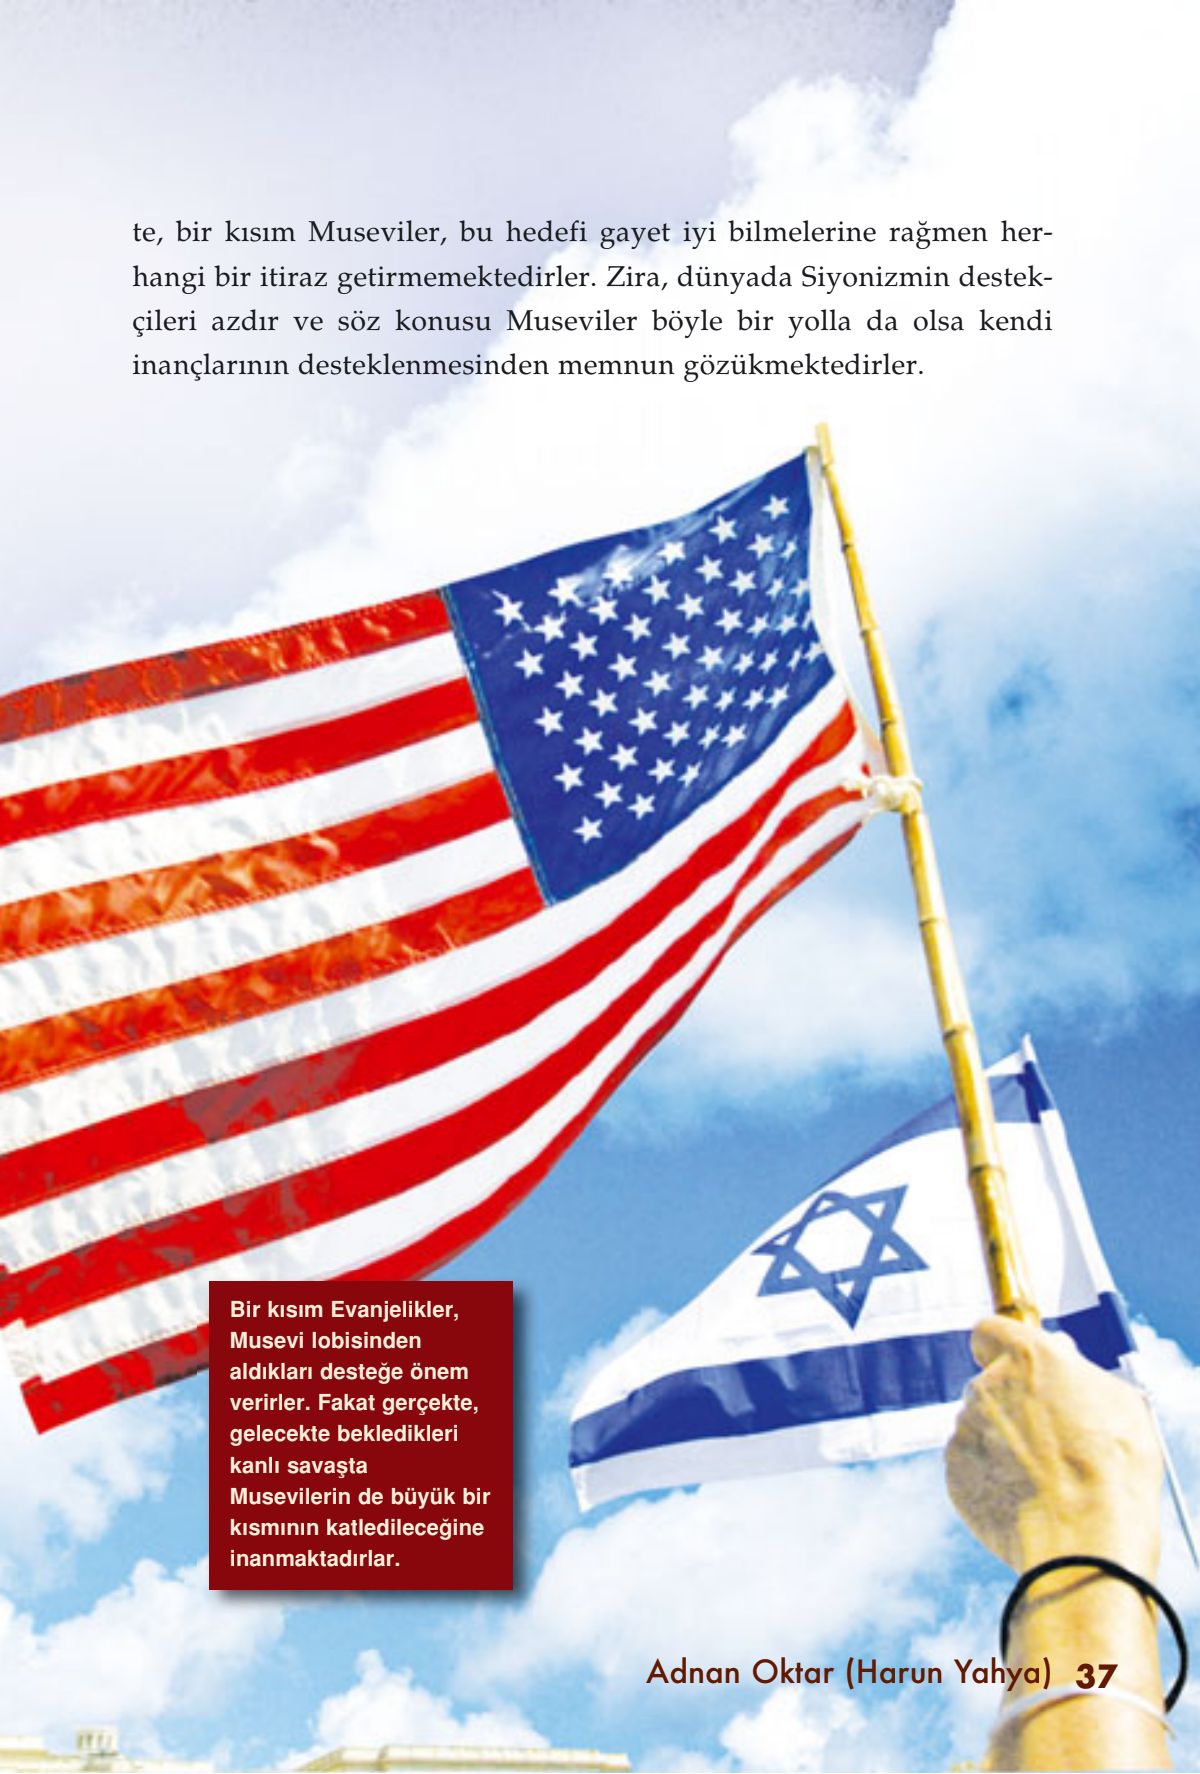 te, bir kısım Museviler, bu hedefi gayet iyi bilmelerine rağmen her-
hangi bir itiraz getirmemektedirler. Zira, dünyada Siyonizmin destek-
çileri azdır ve söz konusu Museviler böyle bir yolla da olsa kendi
inançlarının desteklenmesinden memnun gözükmektedirler.
Bir kısım Evanjelikler,
Musevi lobisinden
aldıkları desteğe önem
verirler. Fakat gerçekte,
gelecekte bekledikleri
kanlı savaşta
Musevilerin de büyük bir
kısmının katledileceğine
inanmaktadırlar.
Adnan Oktar (Harun Yahya) 37